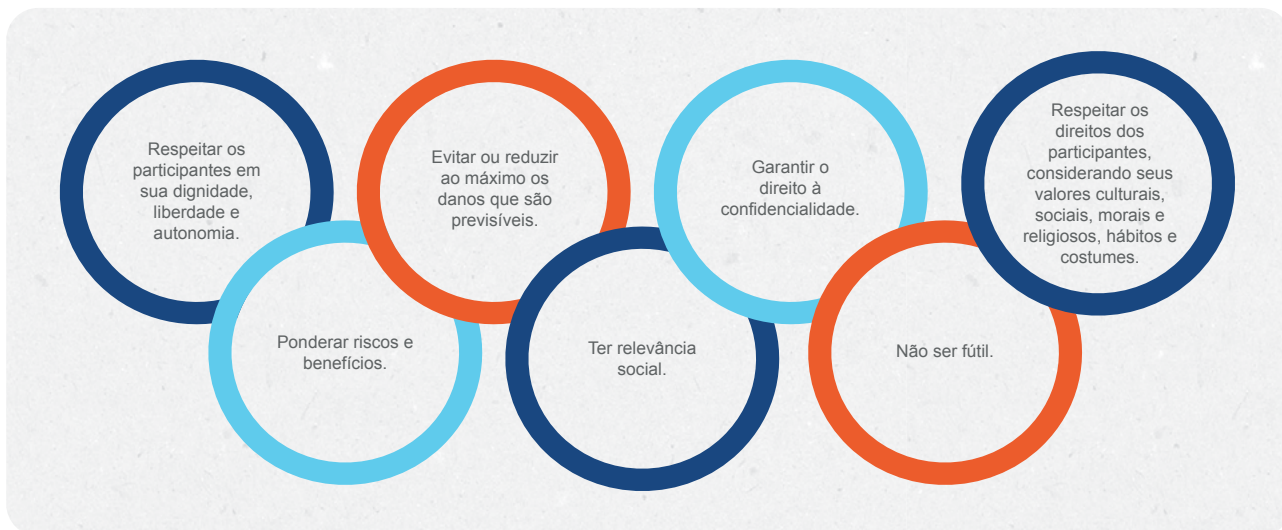 Respeitar os
participantes em
sua dignidade,
liberdade e
autonomia.
Ponderar riscos e
benefícios.
Evitar ou reduzir
ao máximo os
danos que são
previsíveis.
Ter relevância
social.
Garantir o
direito à
confidencialidade.
Não ser fútil.
Respeitar os
direitos dos
participantes,
considerando seus
valores culturais,
sociais, morais e
religiosos, hábitos e
costumes.